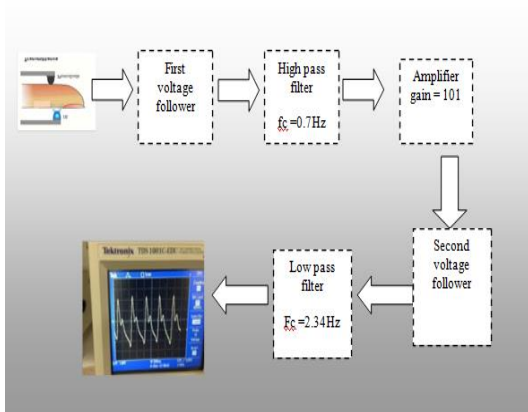 First
voltage
follower
High pass
filter
fc =0.7Hz
Amplifier
gain = 101
Second
voltage
follower
Low pass
filter
Fc =2.34Hz
Tektronix